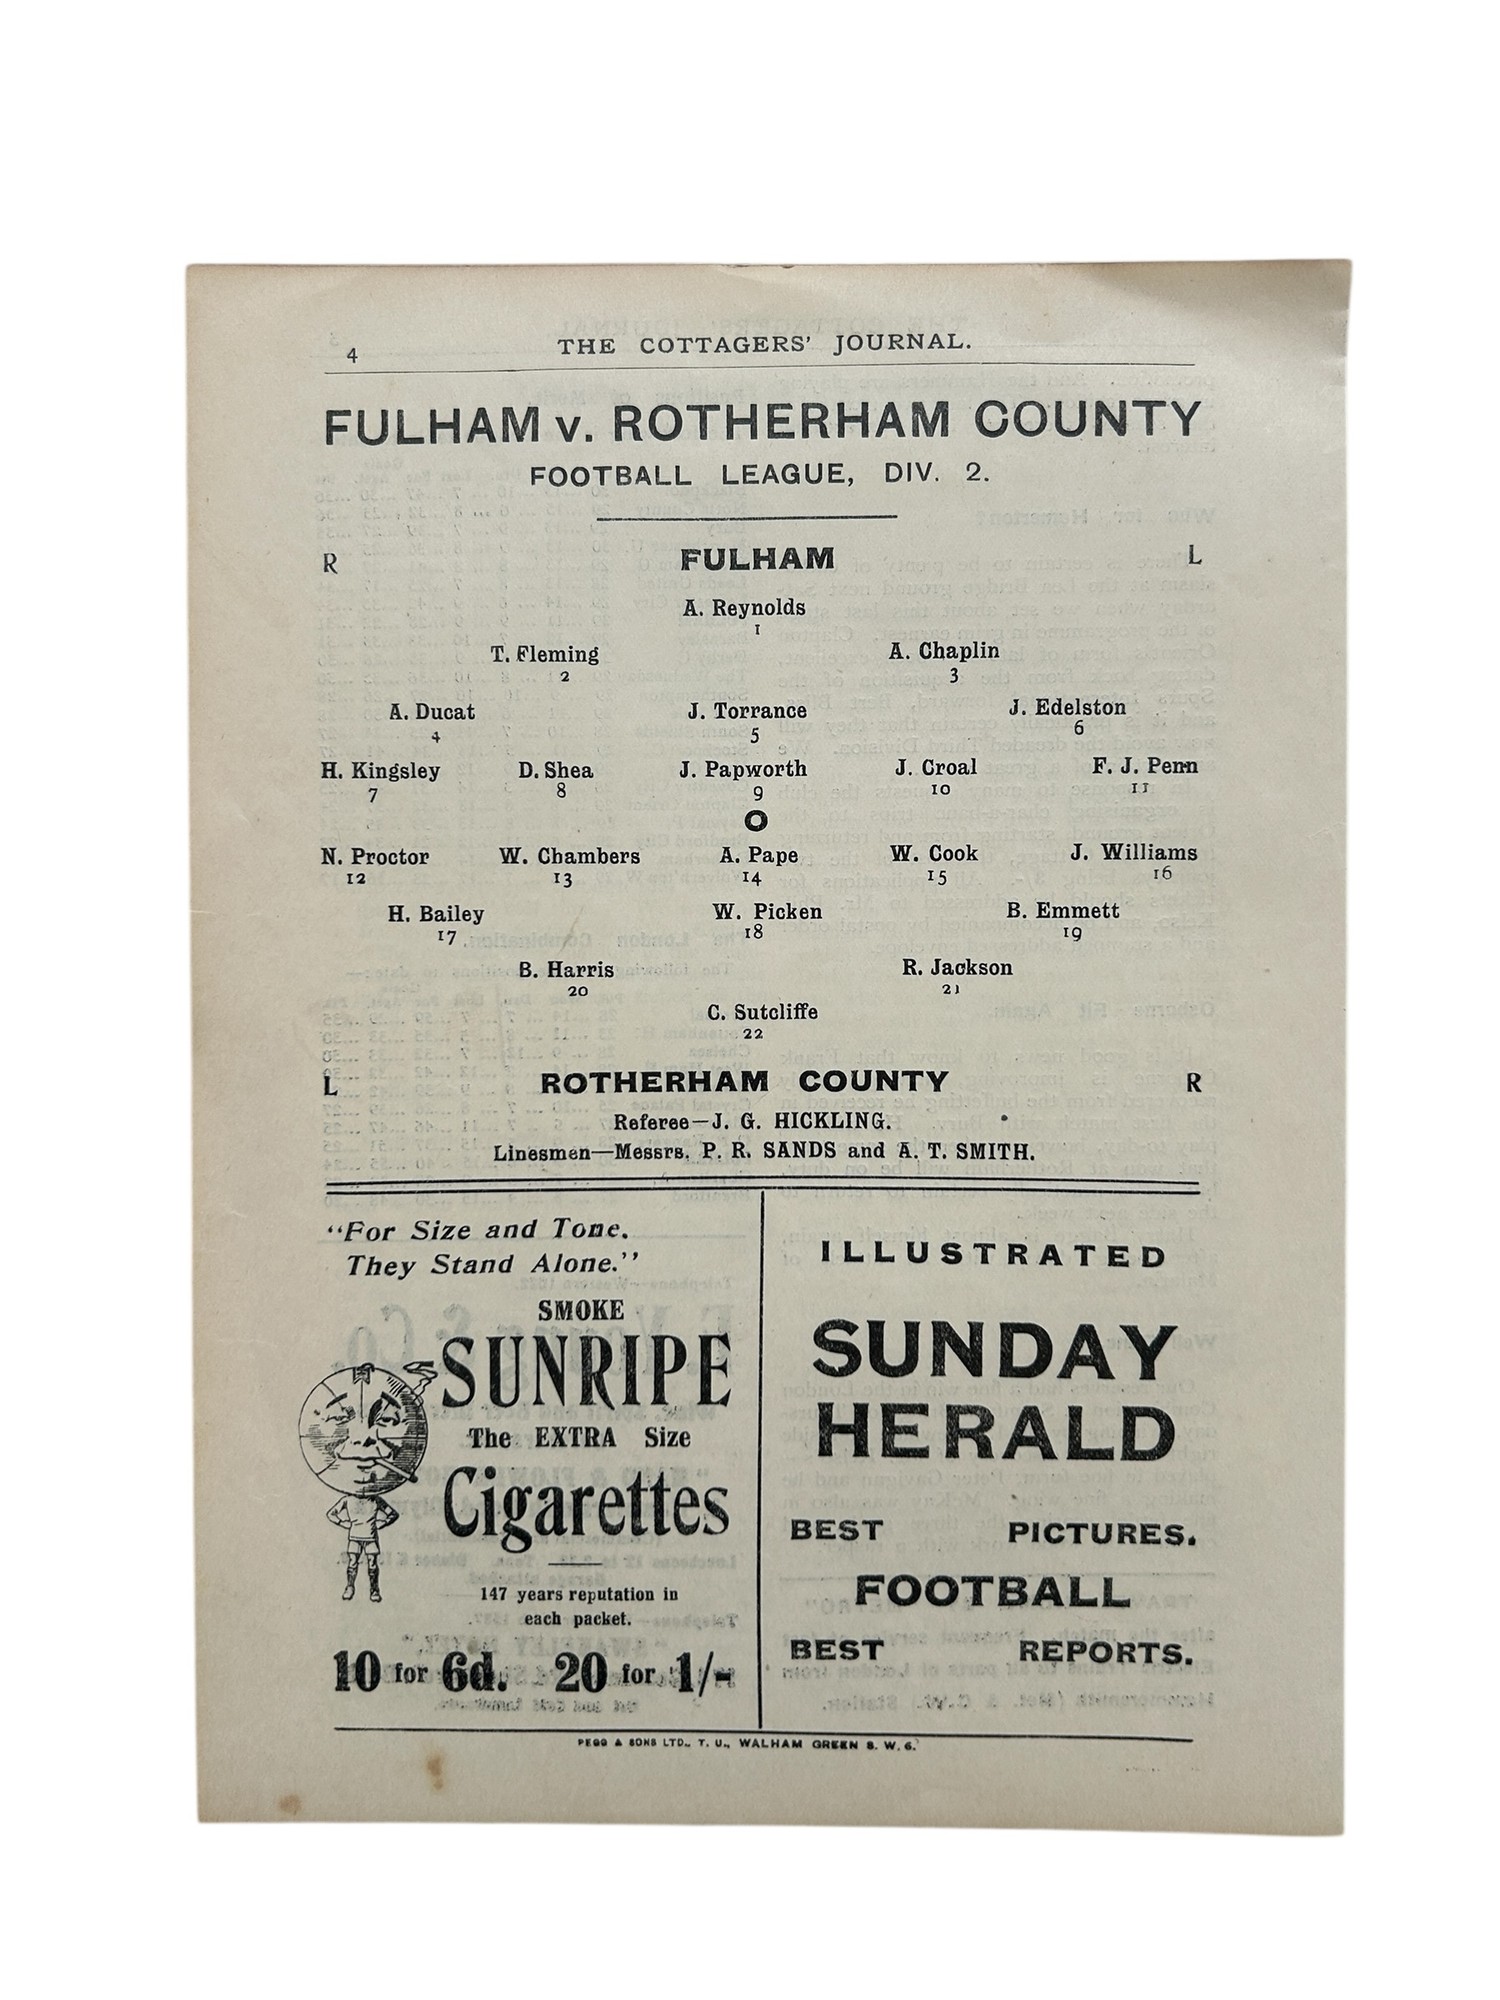 4
THE COTTAGERS' JOURNAL.
FULHAM v. ROTHERHAM COUNTY
FOOTBALL LEAGUE, DIV. 2.
R FULHAM L
A. Reynolds
1
T. Fleming A. Chaplin
2 3
A. Ducat J. Torrance J. Edelston
4 5 6
H. Kingsley D. Shea J. Papworth J. Croal F. J. Penn
7 8 9 10 11
O
N. Proctor W. Chambers A. Pape W. Cook J. Williams
12 13 14 15 16
H. Bailey W. Picken B. Emmett
17 18 19
B. Harris R. Jackson
20 21
C. Sutcliffe
22
L ROTHERHAM COUNTY R
Referee—J. G. HICKLING.
Linesmen—Messrs. P. R. SANDS and A. T. SMITH.
"For Size and Tone.
They Stand Alone."
SMOKE
SUNRIPE
The EXTRA Size
Cigarettes
147 years reputation in
each packet.
10 for 6d. 20 for 1/-
ILLUSTRATED
SUNDAY
HERALD
BEST PICTURES.
FOOTBALL
BEST REPORTS.
PEGG & SONS LTD., T. U., WALHAM GREEN S. W. 6.